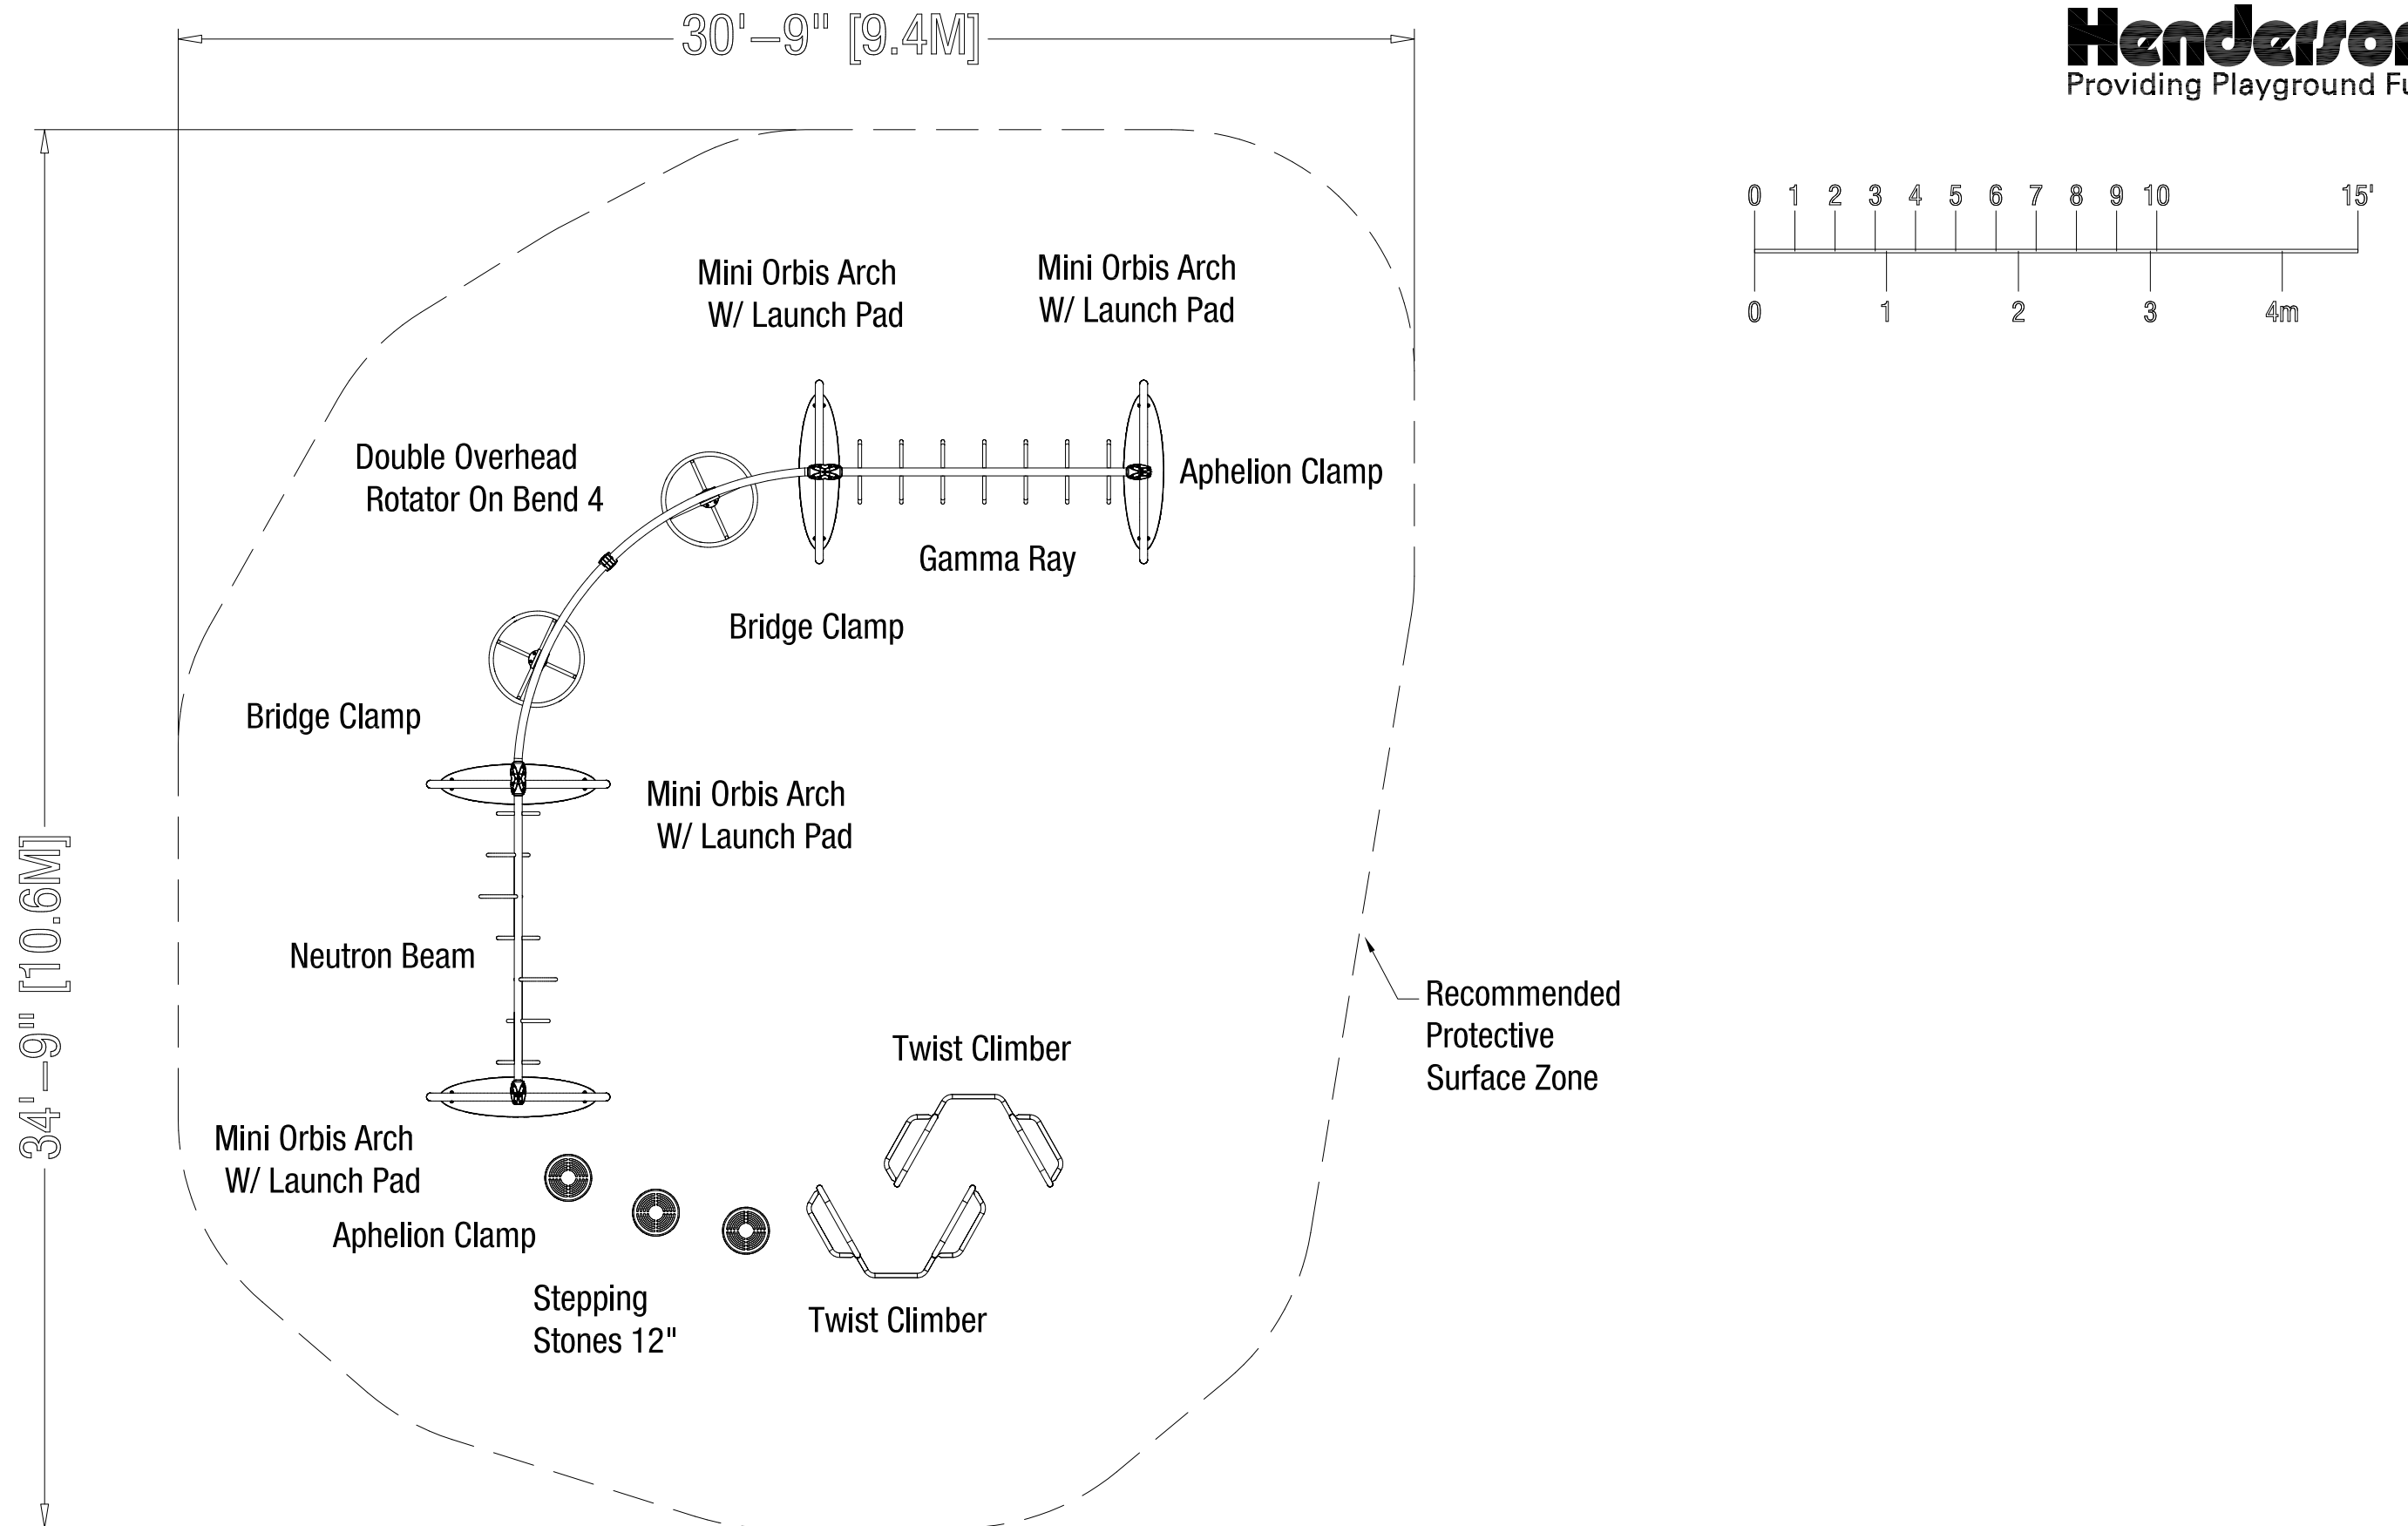 30'–9" [9.4M]
Henderson
Providing Playground Fu
0 1 2 3 4 5 6 7 8 9 10 15'
0 1 2 3 4m
Mini Orbis Arch
W/ Launch Pad
Mini Orbis Arch
W/ Launch Pad
Double Overhead
Rotator On Bend 4
Aphelion Clamp
Gamma Ray
Bridge Clamp
Bridge Clamp
Mini Orbis Arch
W/ Launch Pad
34'–9" [10.6M]
Neutron Beam
Recommended
Protective
Surface Zone
Twist Climber
Mini Orbis Arch
W/ Launch Pad
Aphelion Clamp
Stepping
Stones 12"
Twist Climber